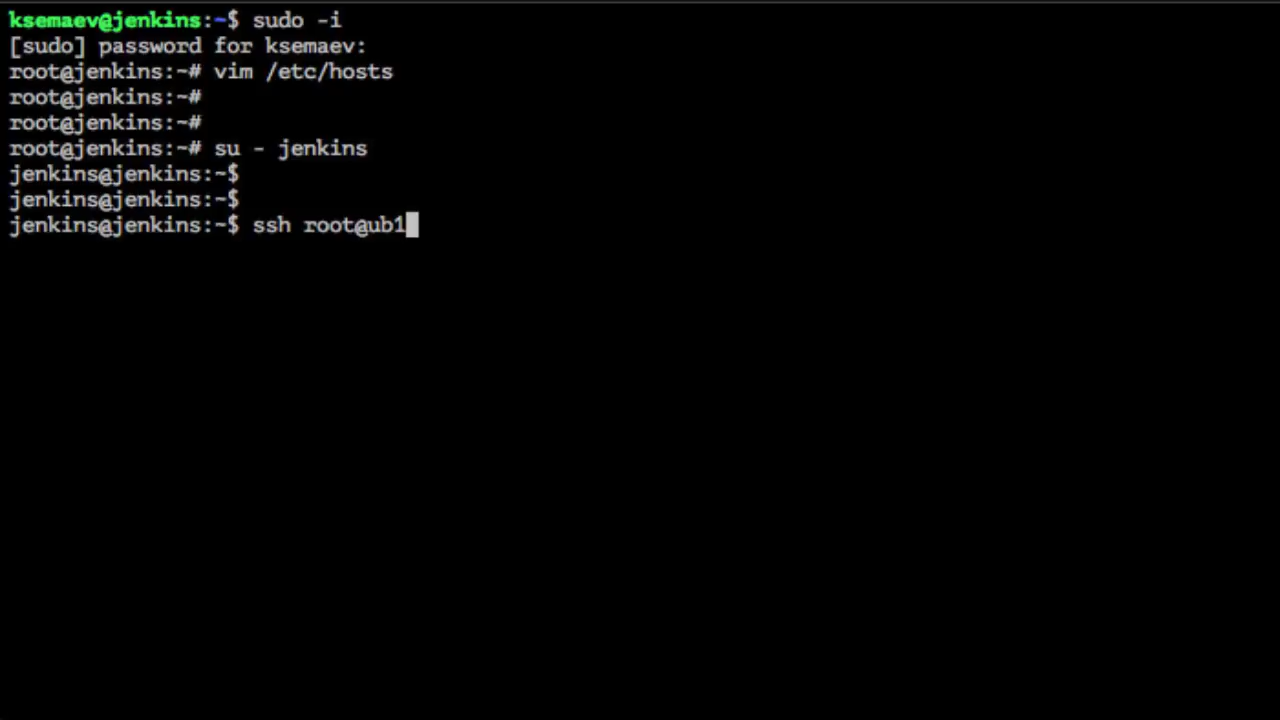 ksemaev@jenkins:~$ sudo -i
[sudo] password for ksemaev:
root@jenkins:~# vim /etc/hosts
root@jenkins:~#
root@jenkins:~#
root@jenkins:~# su - jenkins
jenkins@jenkins:~$
jenkins@jenkins:~$
jenkins@jenkins:~$ ssh root@ub1